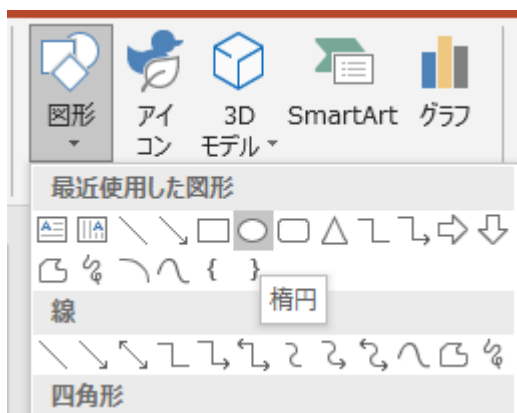 図形
アイ
コン
3D
モデル
SmartArt
グラフ
最近使用した図形
楕円
線
四角形